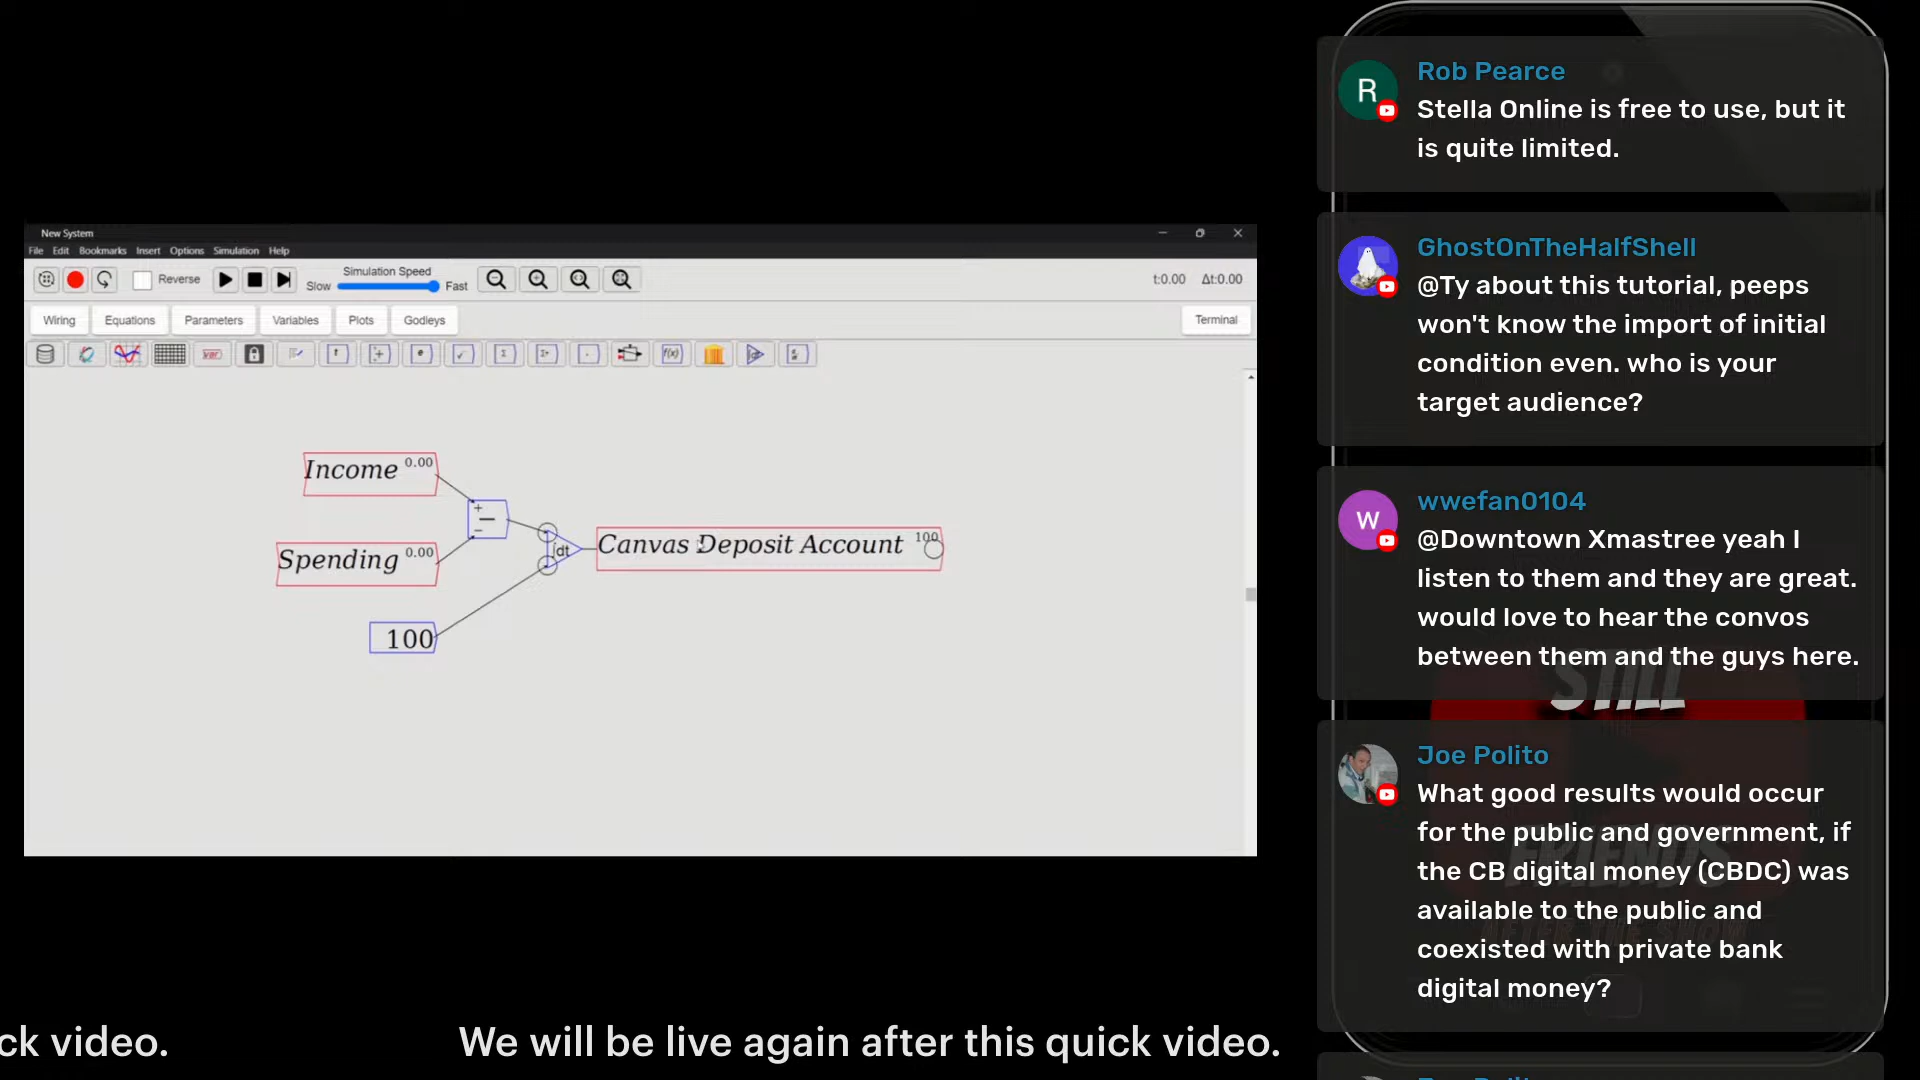 New System
File Edit Bookmarks Insert Options Simulation Help
Reverse
Simulation Speed
Slow Fast
t:0.00 Δt:0.00
Wiring Equations Parameters Variables Plots Godleys Terminal
Income 0.00
Spending 0.00
100
+
−
−
∫dt
Canvas Deposit Account 100
ck video.
We will be live again after this quick video.
R
Rob Pearce
Stella Online is free to use, but it
is quite limited.
GhostOnTheHalfShell
@Ty about this tutorial, peeps
won't know the import of initial
condition even. who is your
target audience?
W
wwefan0104
@Downtown Xmastree yeah I
listen to them and they are great.
would love to hear the convos
between them and the guys here.
STILL
Joe Polito
What good results would occur
for the public and government, if
the CB digital money (CBDC) was
available to the public and
coexisted with private bank
digital money?
FRIENDS
AFTER THE SHOW